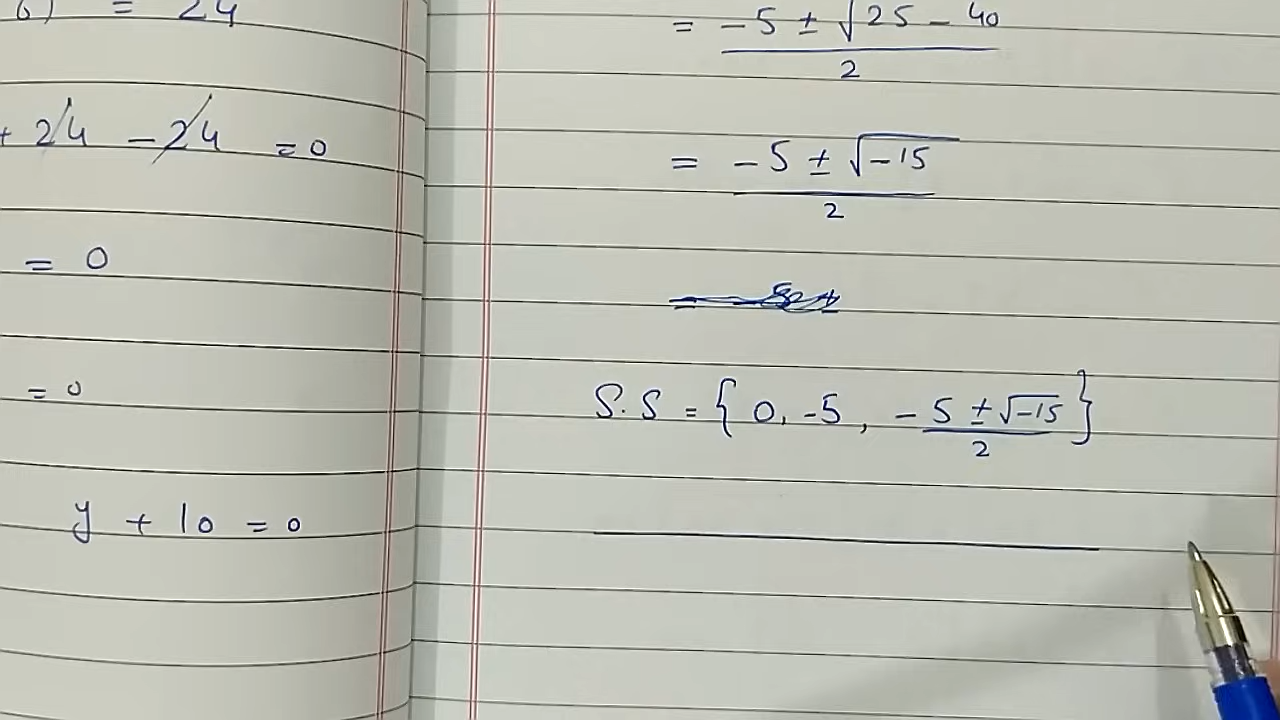 6) = 24
+ 24 - 24 = 0
= 0
= 0
y + 10 = 0
= -5 ± √25 - 40
2
= -5 ± √-15
2
S.S = { 0, -5, -5 ± √-15 }
2